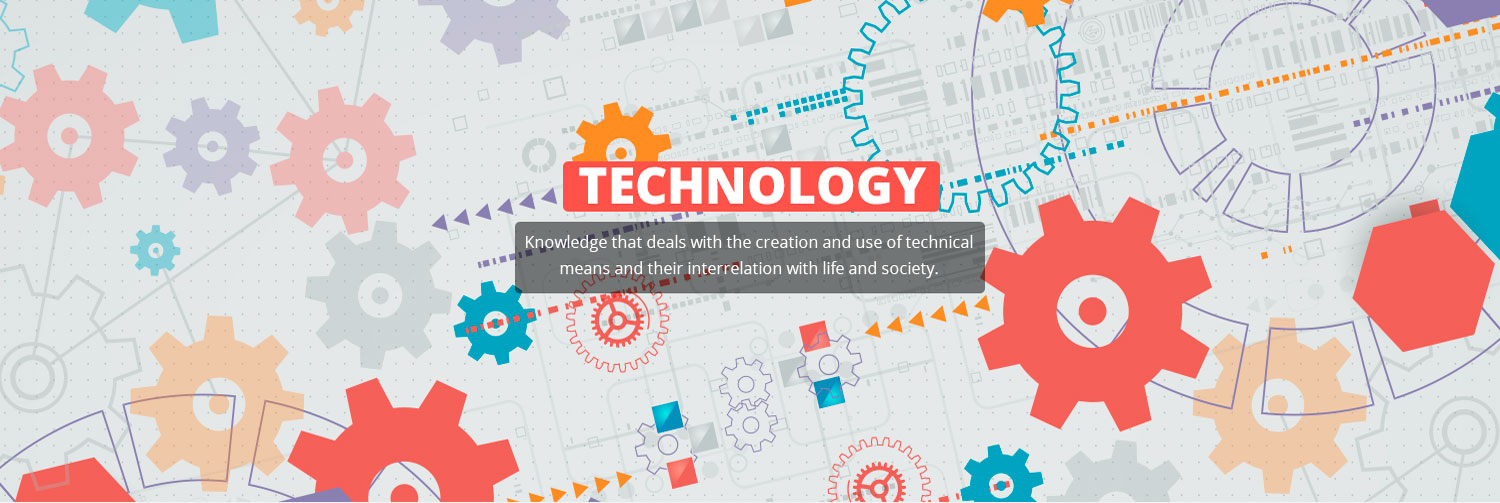 TECHNOLOGY
Knowledge that deals with the creation and use of technical
means and their interrelation with life and society.